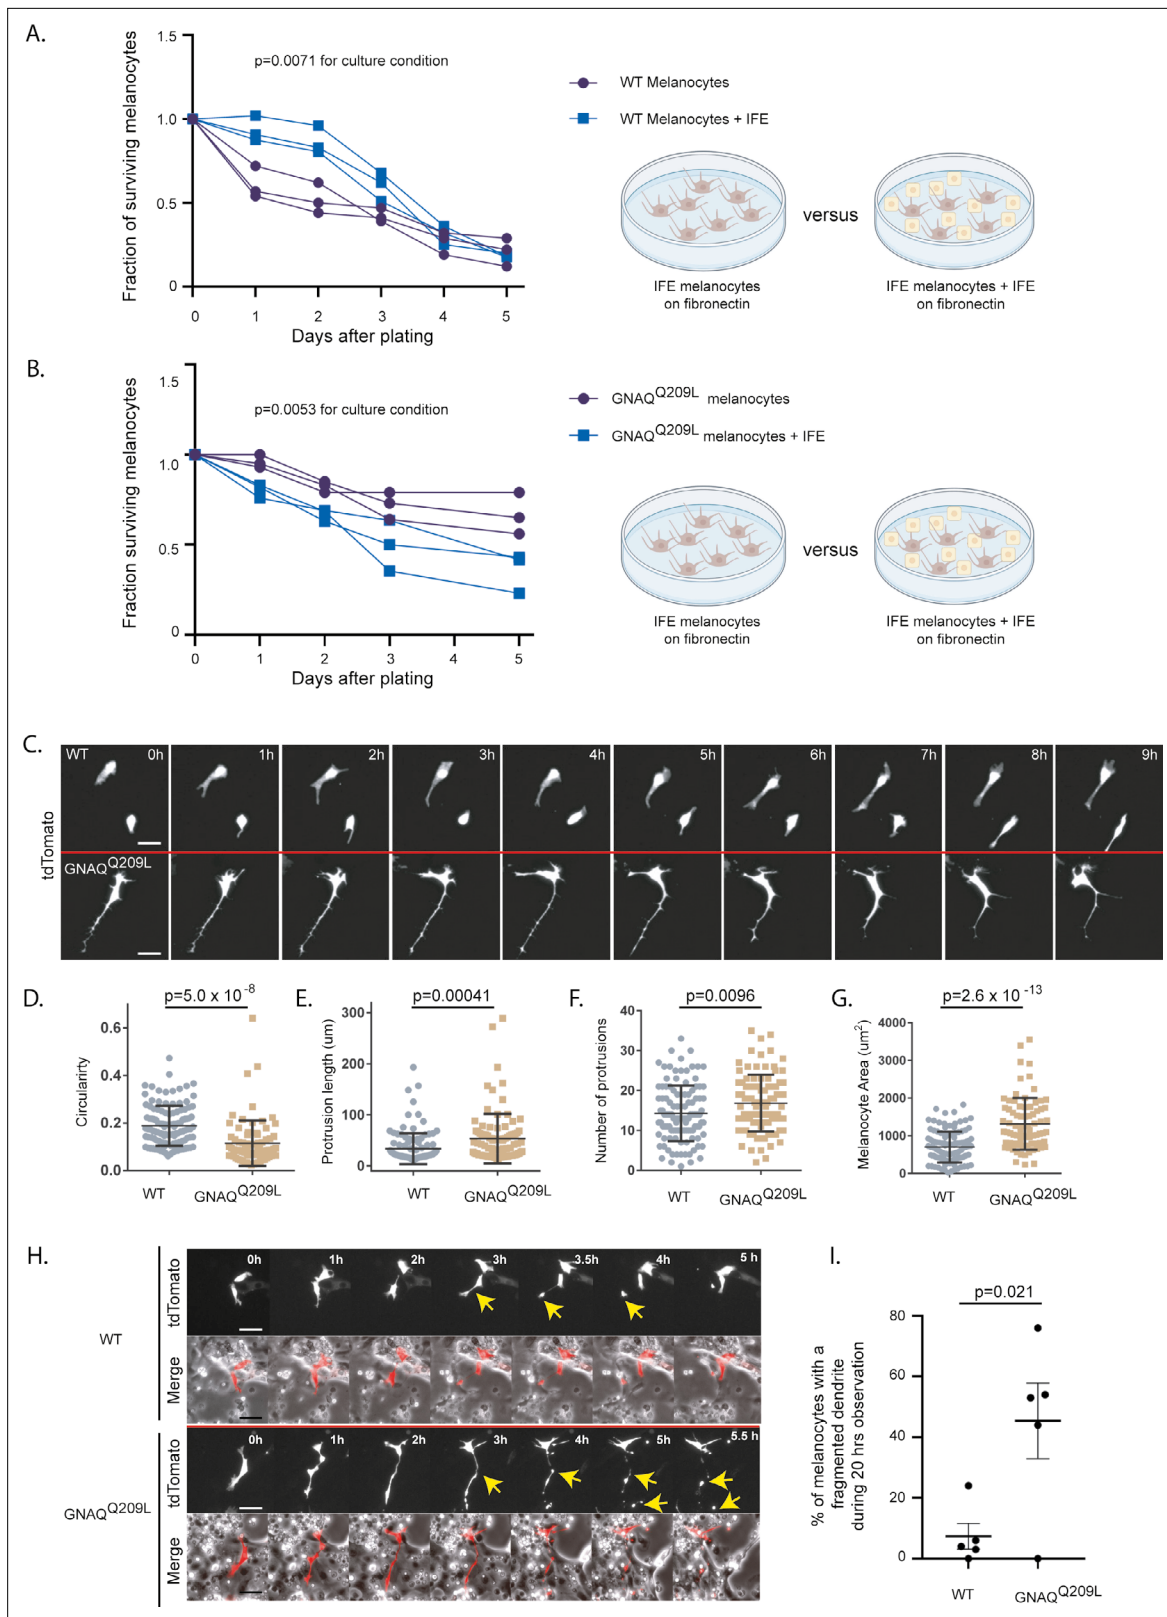 A.
Fraction of surviving melanocytes
1.5
1.0
0.5
0
p=0.0071 for culture condition
0 1 2 3 4 5
Days after plating
WT Melanocytes
WT Melanocytes + IFE
versus
IFE melanocytes
on fibronectin
IFE melanocytes + IFE
on fibronectin
B.
Fraction surviving melanocytes
1.5
1.0
0.5
0
p=0.0053 for culture condition
0 1 2 3 4 5
Days after plating
GNAQQ209L melanocytes
GNAQQ209L melanocytes + IFE
versus
IFE melanocytes
on fibronectin
IFE melanocytes + IFE
on fibronectin
C.
tdTomato
WT 0h 1h 2h 3h 4h 5h 6h 7h 8h 9h
GNAQQ209L
D.
p=5.0 x 10 -8
Circularirty
0.6
0.4
0.2
0.0
WT GNAQQ209L
E.
p=0.00041
Protrusion length (um)
300
200
100
0
WT GNAQQ209L
F.
p=0.0096
Number of protrusions
40
30
20
10
0
WT GNAQQ209L
G.
p=2.6 x 10 -13
Melanocyte Area (um2)
4000
3000
2000
1000
0
WT GNAQQ209L
H.
WT
tdTomato
0h 1h 2h 3h 3.5h 4h 5 h
Merge
GNAQQ209L
tdTomato
0h 1h 2h 3h 4h 5h 5.5 h
Merge
I.
p=0.021
% of melanocytes with a
fragmented dendrite
during 20 hrs observation
80
60
40
20
0
WT GNAQQ209L